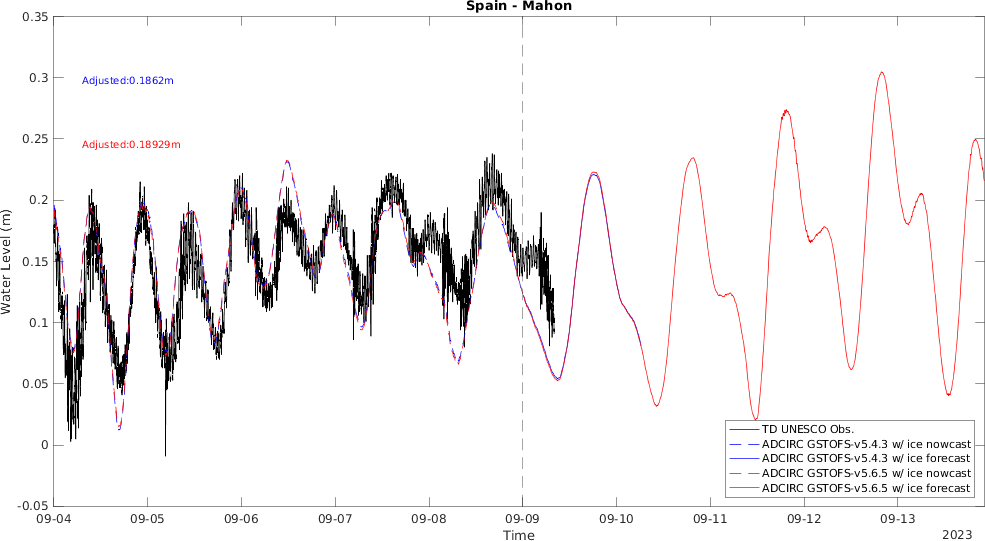 Spain - Mahon
0.35
0.3
0.25
0.2
0.15
0.1
0.05
0
-0.05
Water Level (m)
Adjusted:0.1862m
Adjusted:0.18929m
TD UNESCO Obs.
ADCIRC GSTOFS-v5.4.3 w/ ice nowcast
ADCIRC GSTOFS-v5.4.3 w/ ice forecast
ADCIRC GSTOFS-v5.6.5 w/ ice nowcast
ADCIRC GSTOFS-v5.6.5 w/ ice forecast
09-04 09-05 09-06 09-07 09-08 09-09 09-10 09-11 09-12 09-13
Time
2023